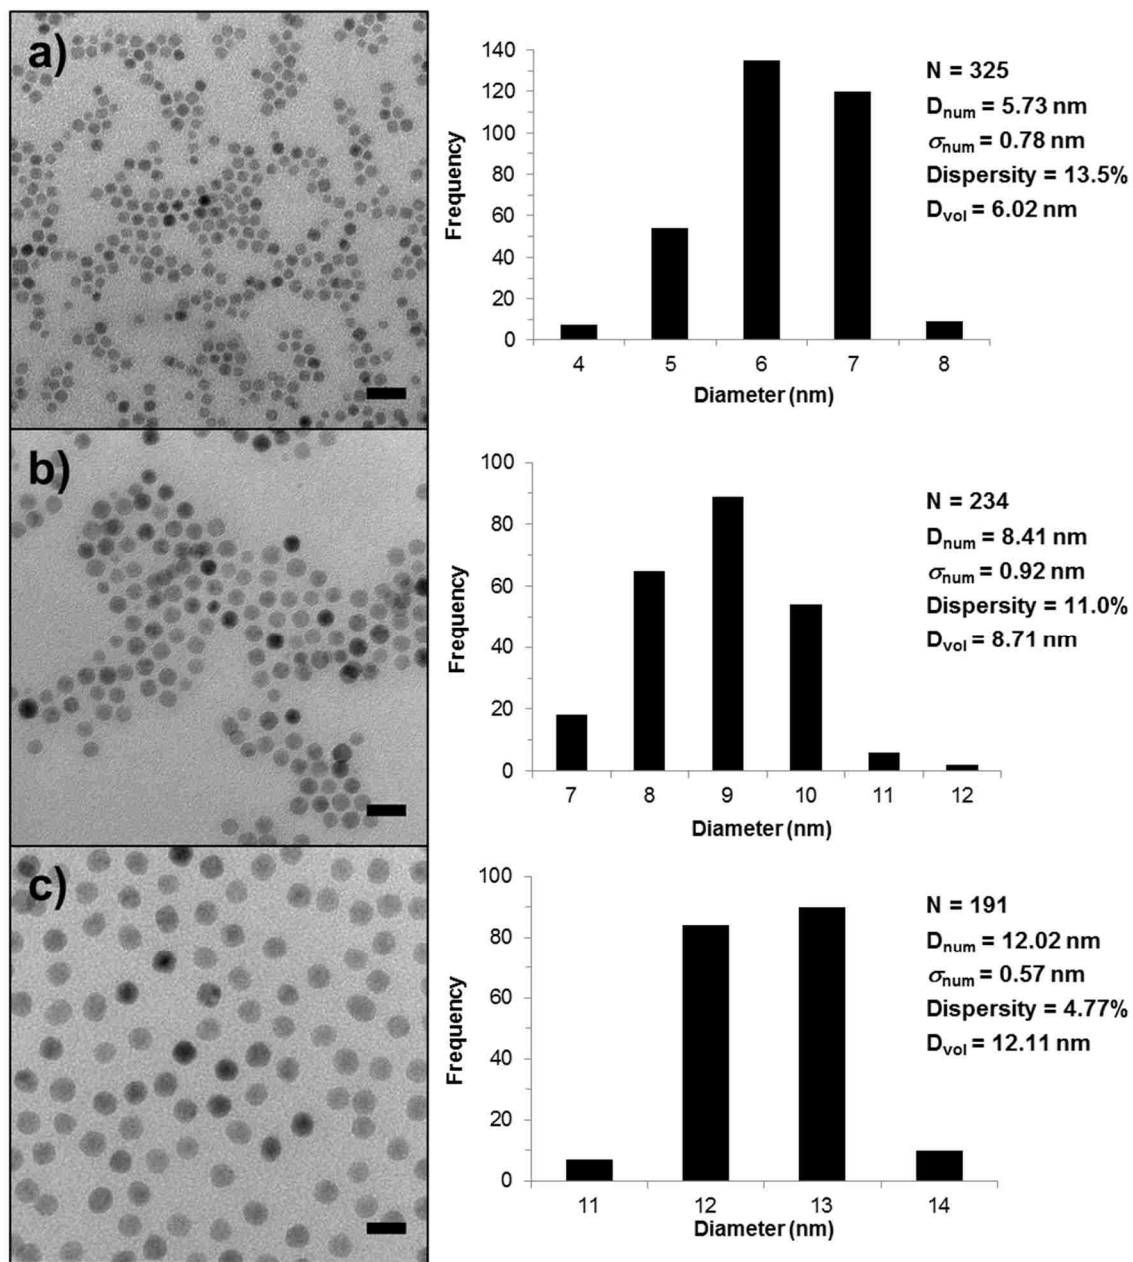 a)
140
120
100
80
60
40
20
0
Frequency
4 5 6 7 8
Diameter (nm)
N = 325
Dnum = 5.73 nm
σnum = 0.78 nm
Dispersity = 13.5%
Dvol = 6.02 nm
b)
100
80
60
40
20
0
Frequency
7 8 9 10 11 12
Diameter (nm)
N = 234
Dnum = 8.41 nm
σnum = 0.92 nm
Dispersity = 11.0%
Dvol = 8.71 nm
c)
100
80
60
40
20
0
Frequency
11 12 13 14
Diameter (nm)
N = 191
Dnum = 12.02 nm
σnum = 0.57 nm
Dispersity = 4.77%
Dvol = 12.11 nm